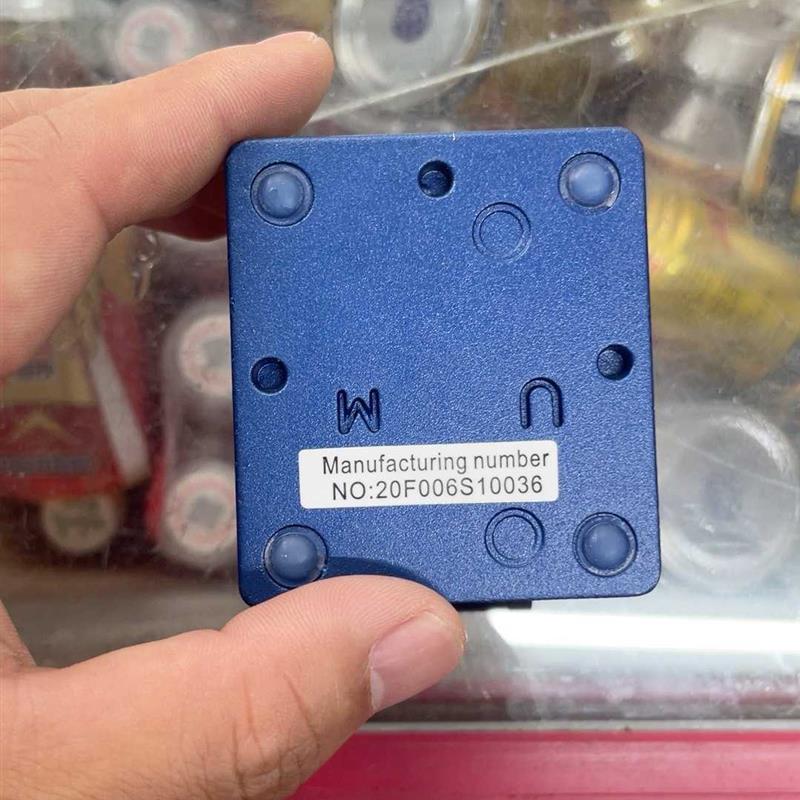 M
U
Manufacturing number
NO:20F006S10036